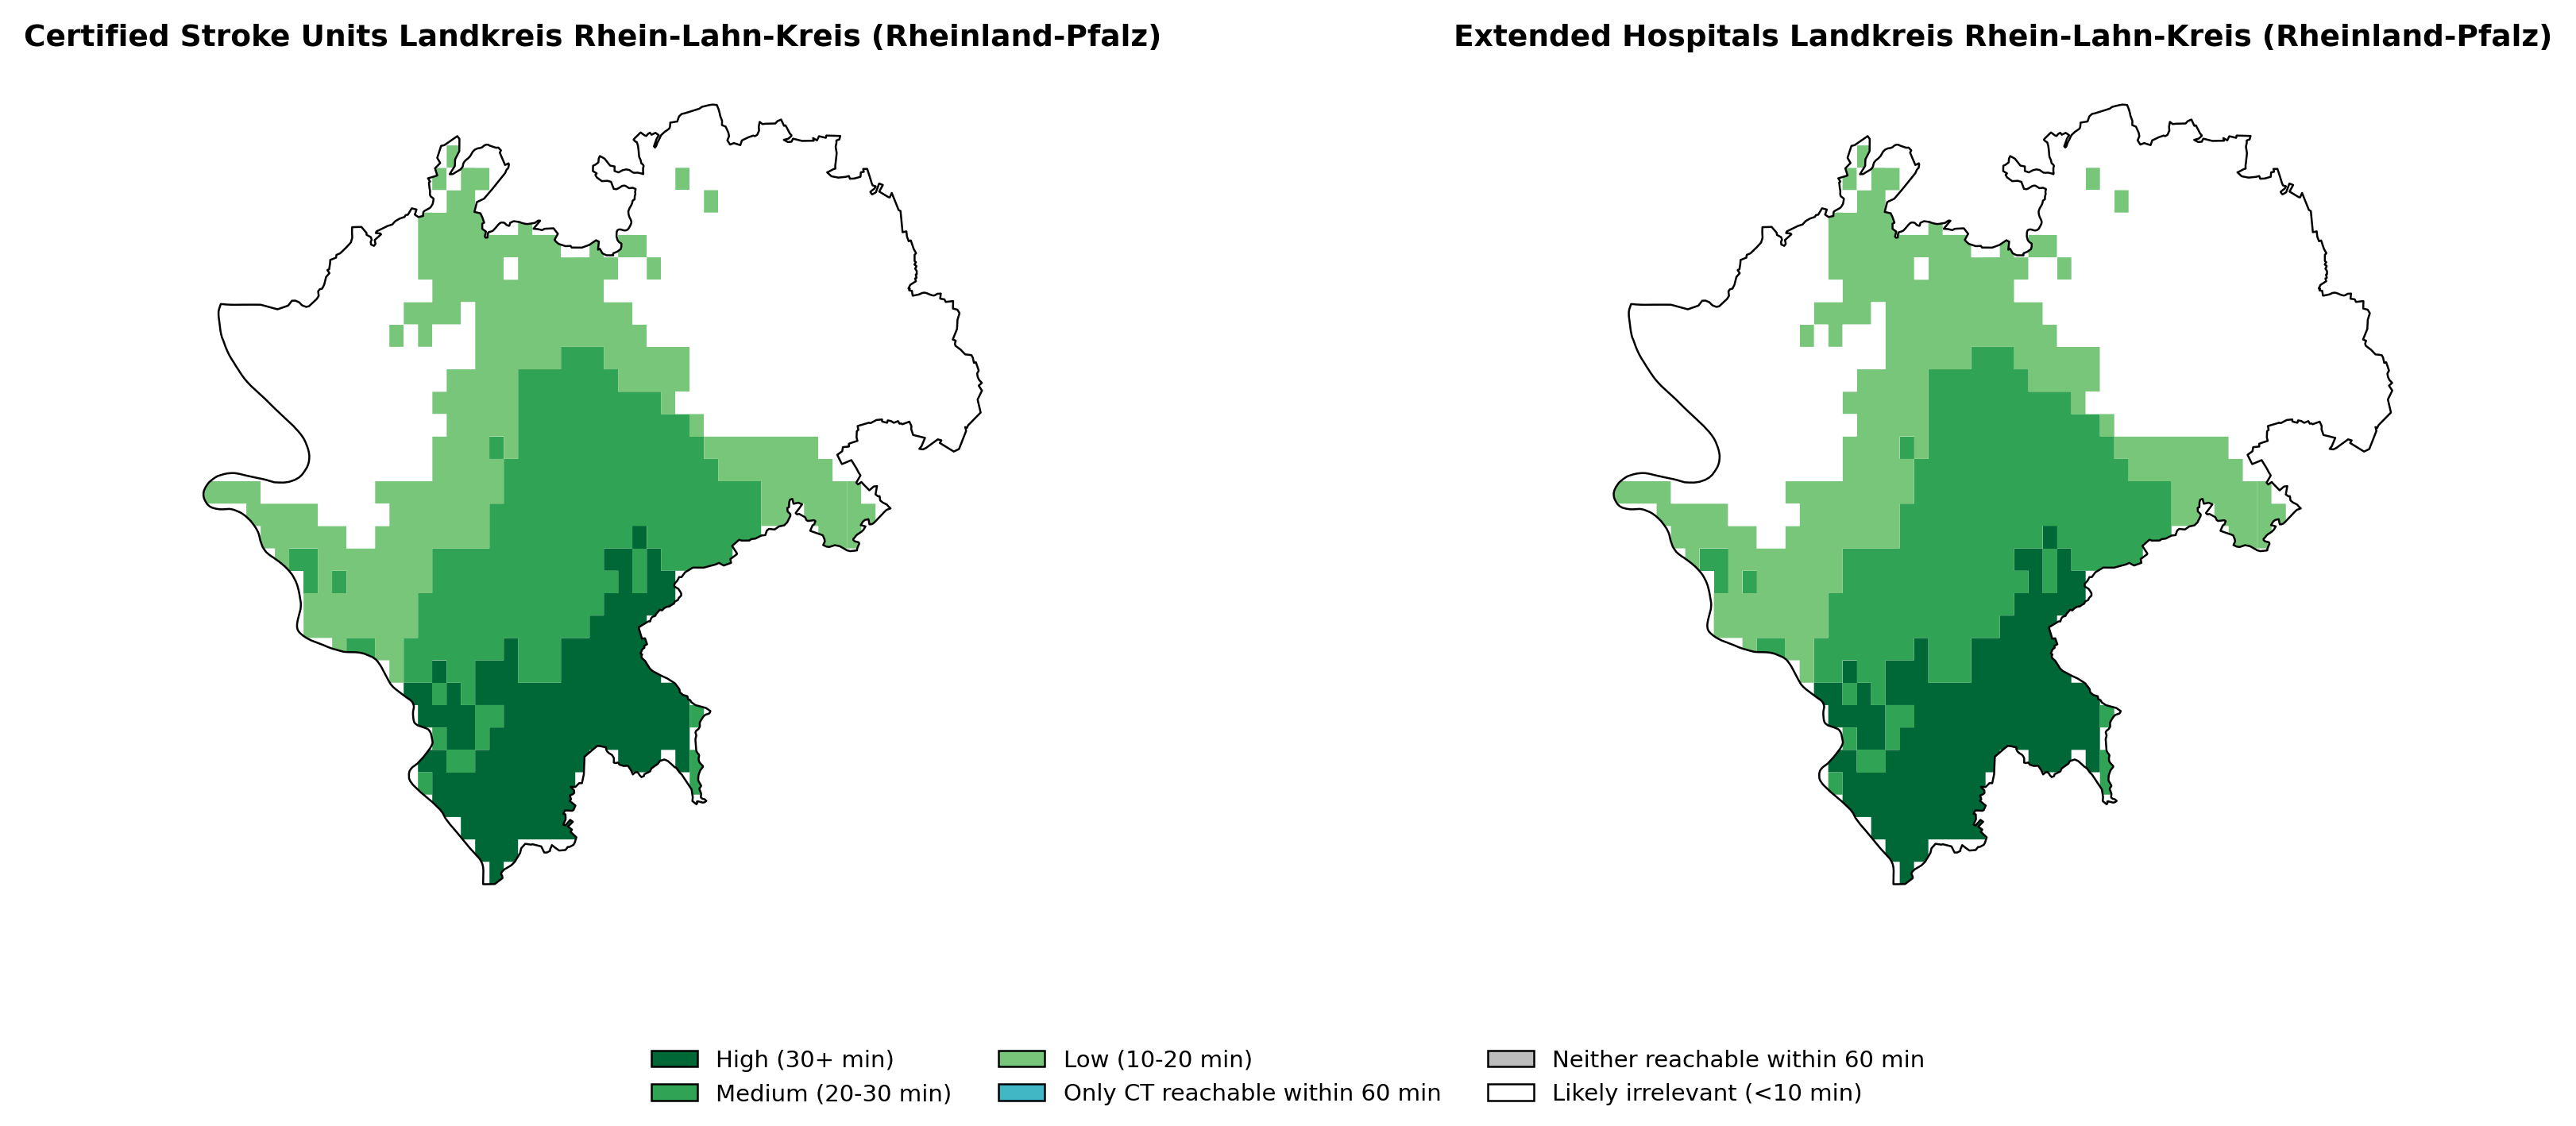 Certified Stroke Units Landkreis Rhein-Lahn-Kreis (Rheinland-Pfalz)
Extended Hospitals Landkreis Rhein-Lahn-Kreis (Rheinland-Pfalz)
High (30+ min)
Medium (20-30 min)
Low (10-20 min)
Only CT reachable within 60 min
Neither reachable within 60 min
Likely irrelevant (<10 min)